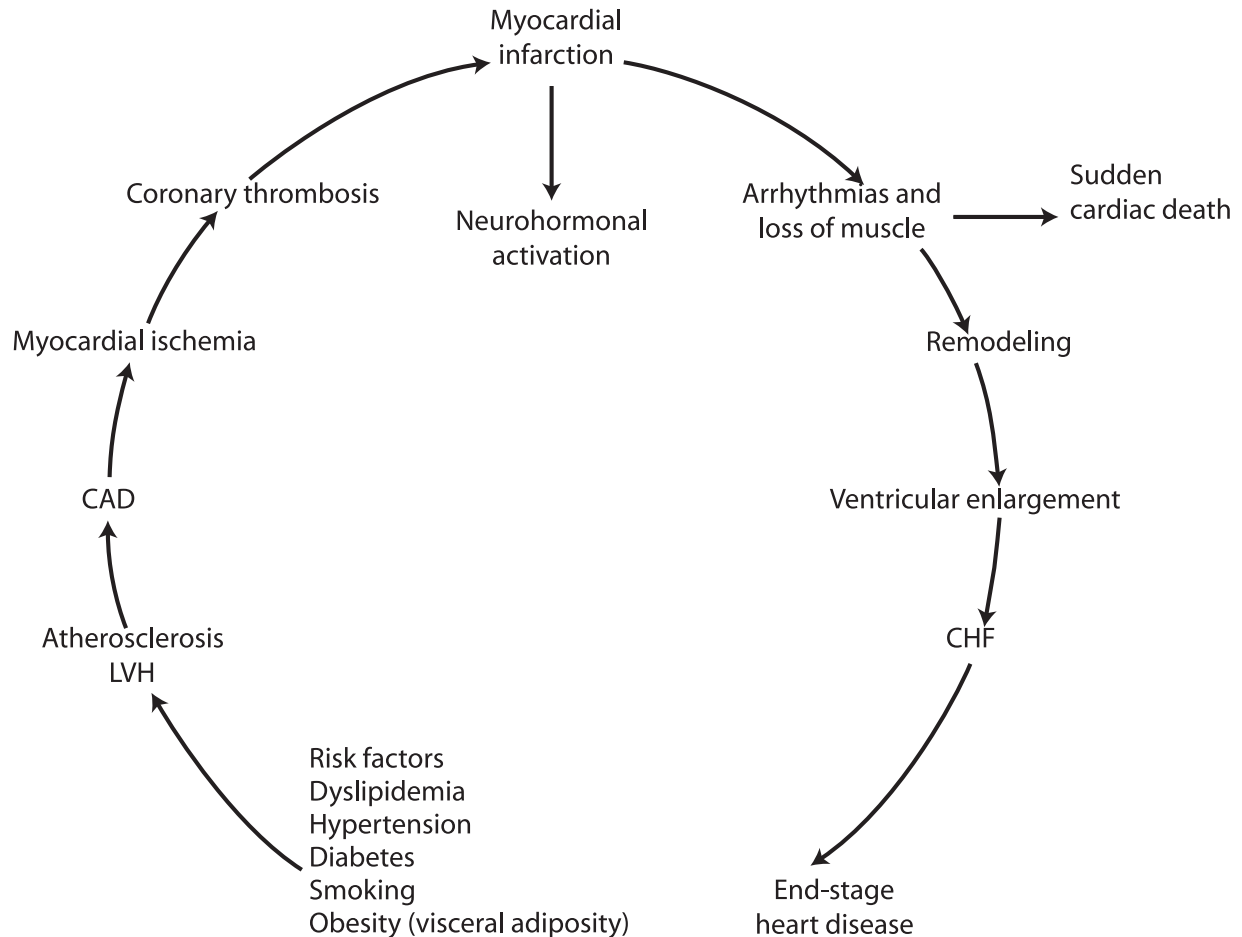 Myocardial
infarction
Coronary thrombosis
Neurohormonal
activation
Arrhythmias and
loss of muscle
Sudden
cardiac death
Myocardial ischemia
Remodeling
CAD
Ventricular enlargement
Atherosclerosis
LVH
CHF
Risk factors
Dyslipidemia
Hypertension
Diabetes
Smoking
Obesity (visceral adiposity)
End-stage
heart disease